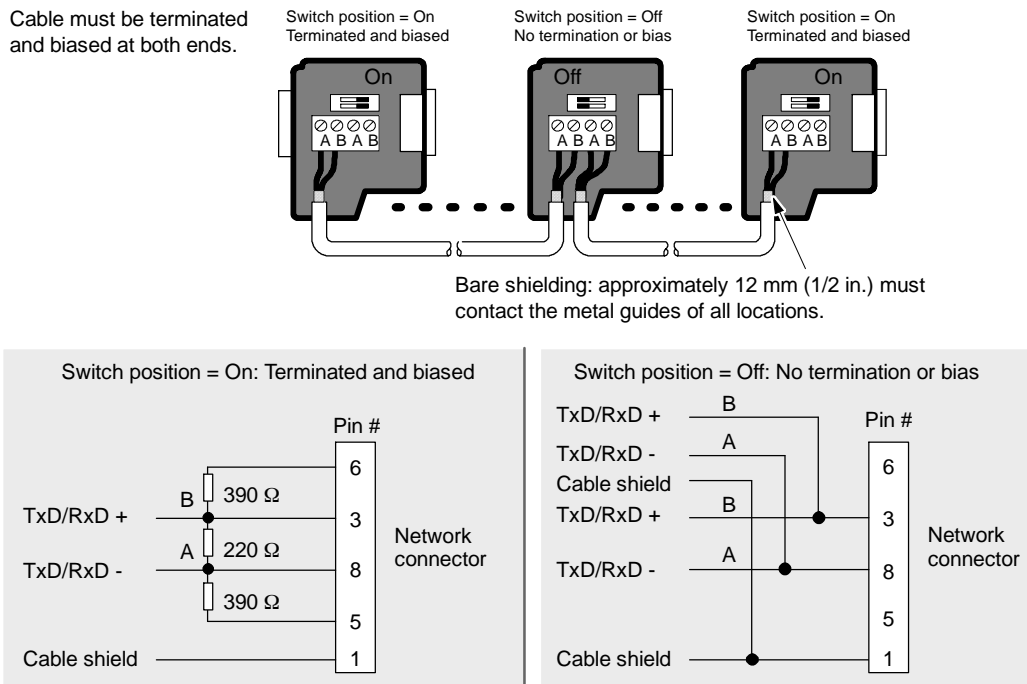 Cable must be terminated
and biased at both ends.
Switch position = On
Terminated and biased
Switch position = Off
No termination or bias
Switch position = On
Terminated and biased
On
Off
On
A B A B
A B A B
A B A B
Bare shielding: approximately 12 mm (1/2 in.) must
contact the metal guides of all locations.
Switch position = On: Terminated and biased
Pin #
6
390 Ω
B
TxD/RxD +
3
A
220 Ω
TxD/RxD -
8
Network
connector
390 Ω
5
Cable shield
1
Switch position = Off: No termination or bias
TxD/RxD +
B
Pin #
TxD/RxD -
A
6
Cable shield
TxD/RxD +
B
3
Network
connector
TxD/RxD -
A
8
5
Cable shield
1